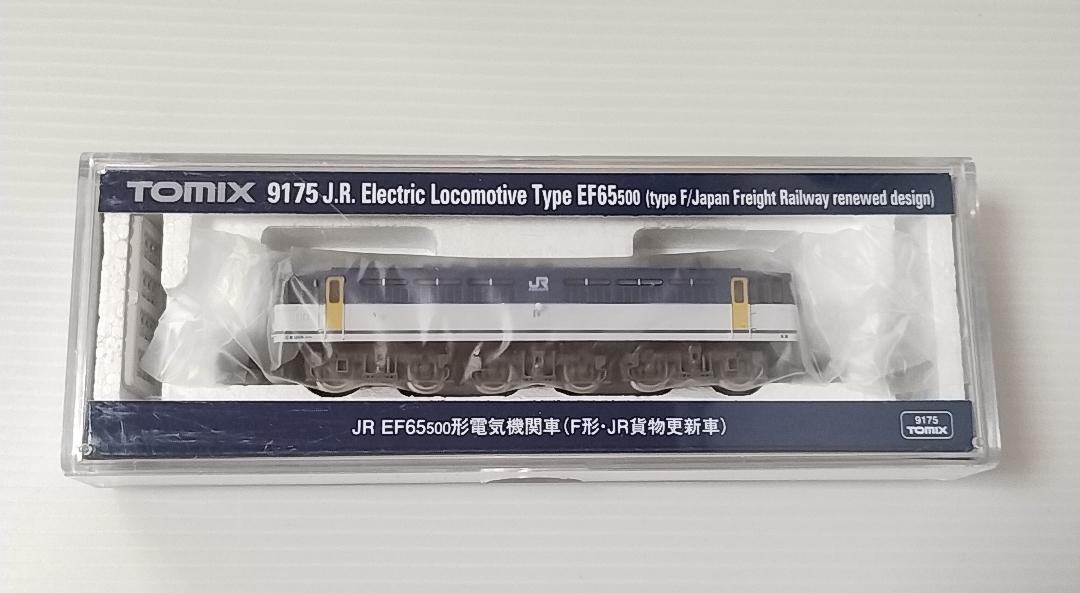 TOMIX 9175 J.R. Electric Locomotive Type EF65500 (type F/Japan Freight Railway renewed design)
JR
JR EF65500形電気機関車(F形・JR貨物更新車)
9175
TOMIX